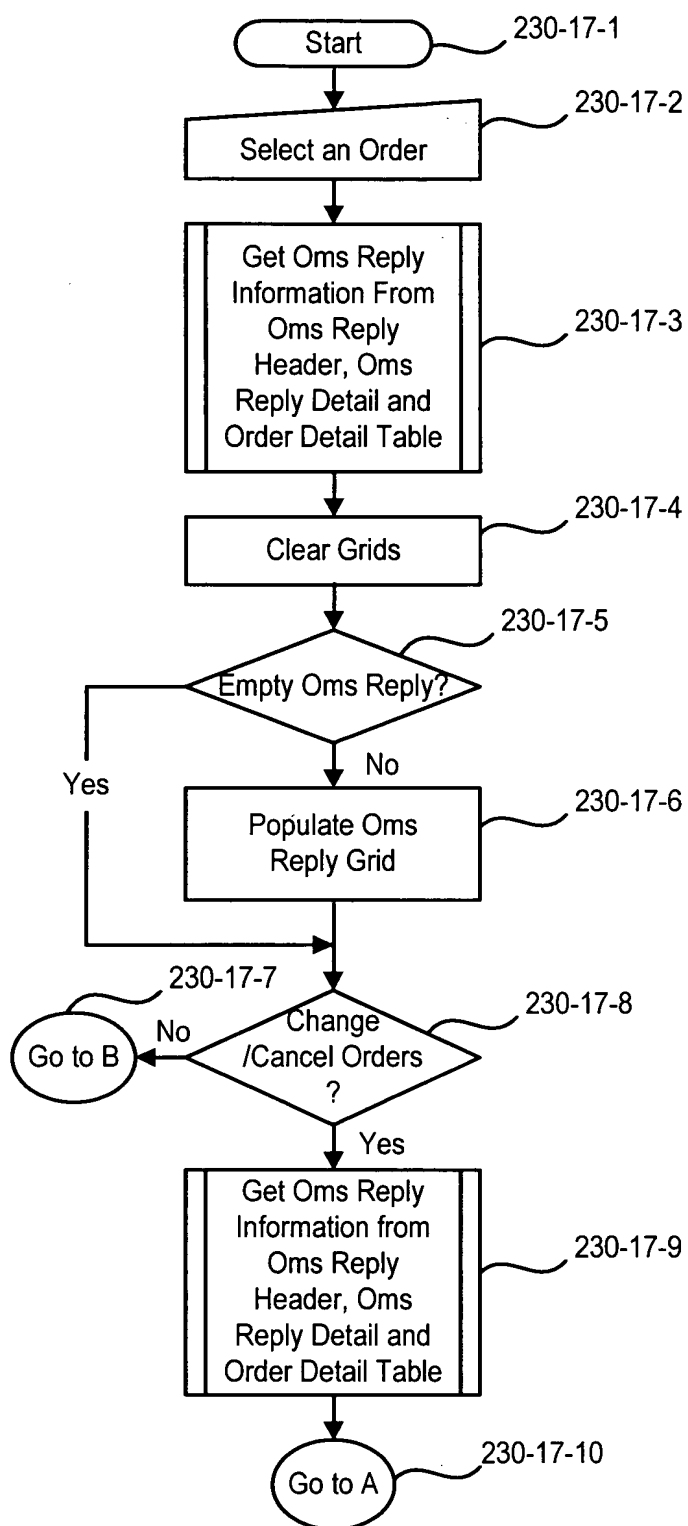 Start
230-17-1
230-17-2
Select an Order
Get Oms Reply
Information From
Oms Reply
Header, Oms
Reply Detail and
Order Detail Table
230-17-3
230-17-4
Clear Grids
230-17-5
Empty Oms Reply?
Yes
No
230-17-6
Populate Oms
Reply Grid
230-17-7
230-17-8
Go to B
No
Change
/Cancel Orders
?
Yes
Get Oms Reply
Information from
Oms Reply
Header, Oms
Reply Detail and
Order Detail Table
230-17-9
230-17-10
Go to A